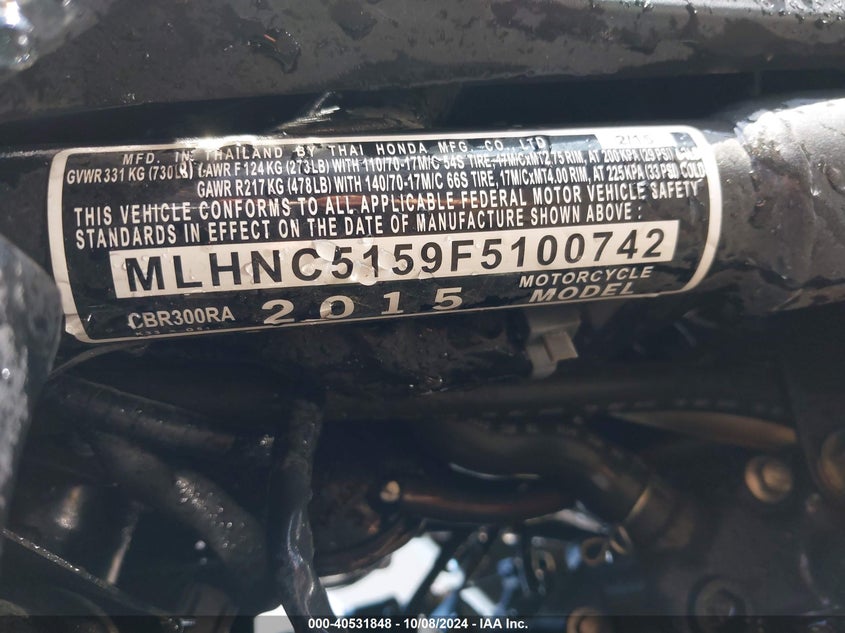 MFD. IN THAILAND BY THAI HONDA MFG. CO., LTD. 2/15
GVWR 331 KG (730LB) GAWR F 124 KG (273LB) WITH 110/70-17M/C 54S TIRE, 17M/CxMT2.75 RIM, AT 200 KPA (29 PSI) COLD
GAWR R217 KG (478LB) WITH 140/70-17M/C 66S TIRE, 17M/CxMT4.00 RIM, AT 225 KPA (33 PSI) COLD
THIS VEHICLE CONFORMS TO ALL APPLICABLE FEDERAL MOTOR VEHICLE SAFETY
STANDARDS IN EFFECT ON THE DATE OF MANUFACTURE SHOWN ABOVE :
MLHNC5159F5100742
CBR300RA 2015 MOTORCYCLE MODEL
000-40531848 - 10/08/2024 - IAA Inc.